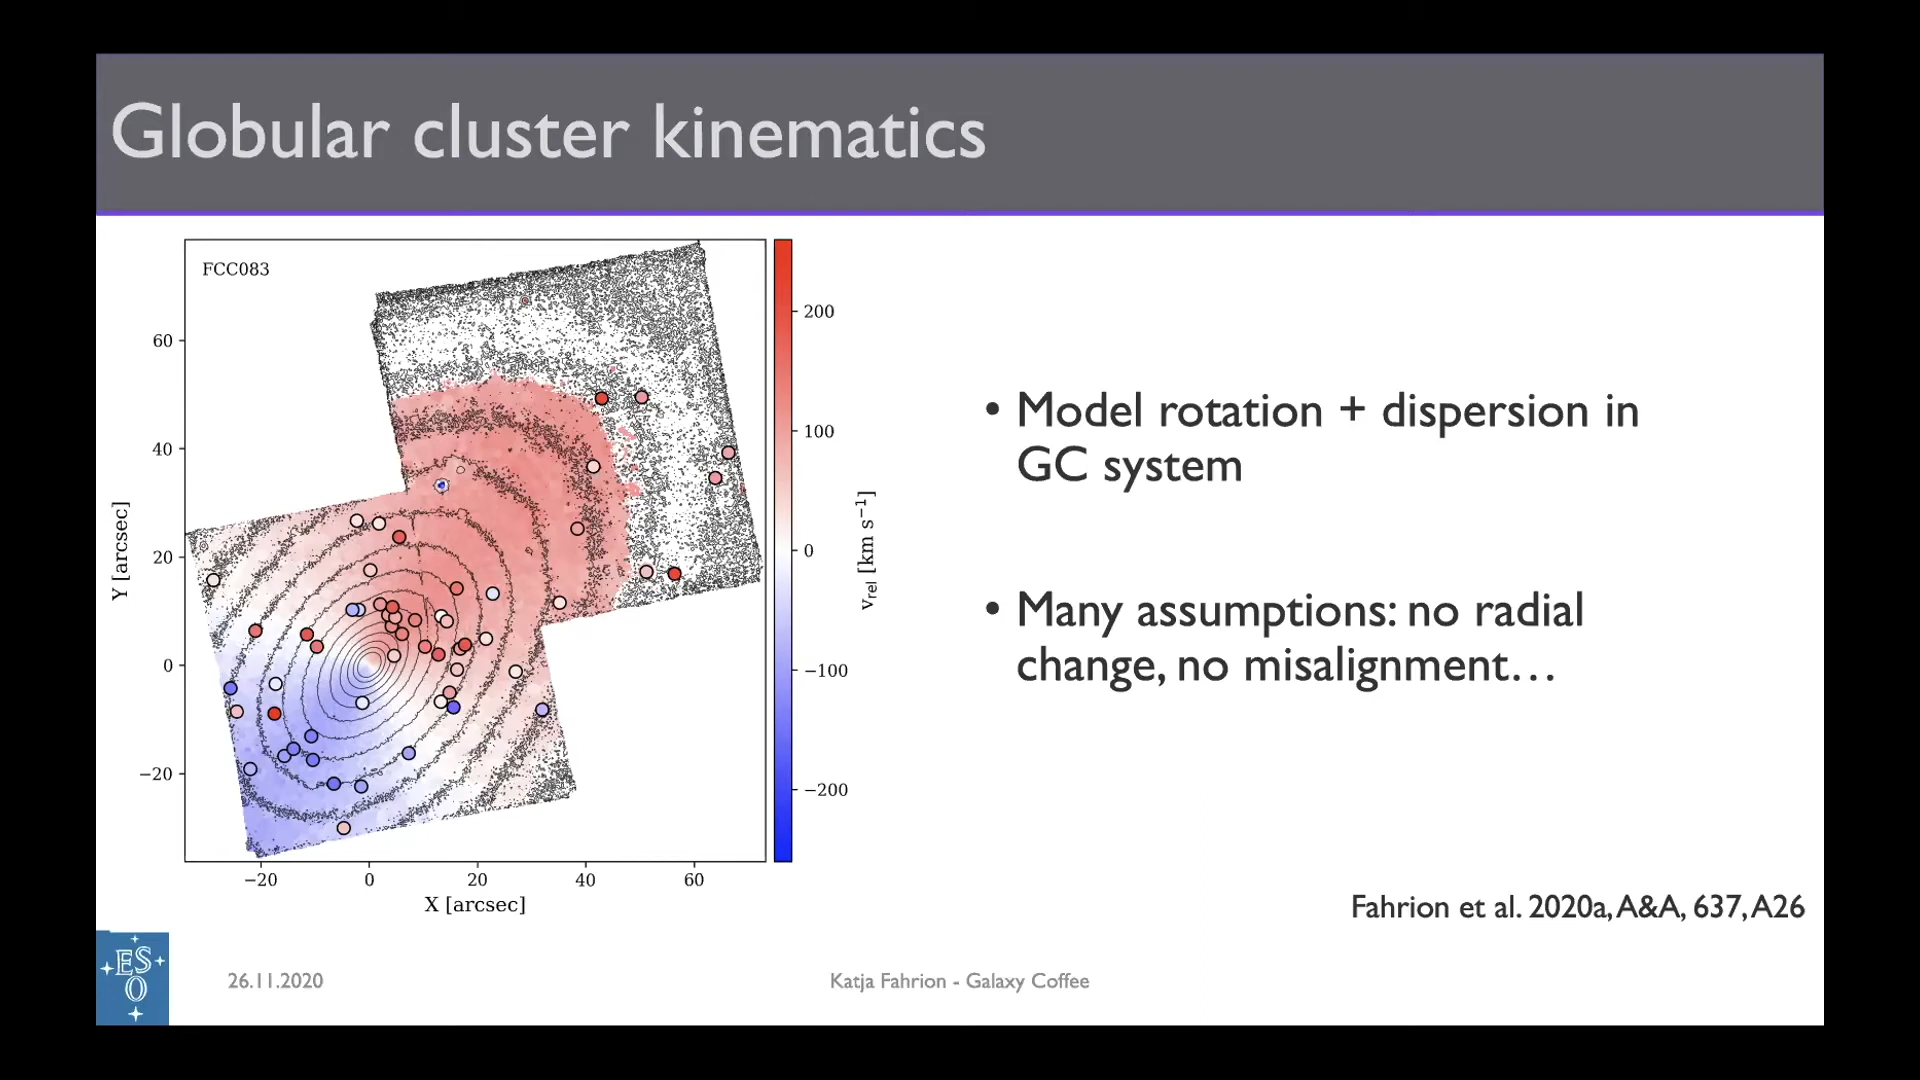 Globular cluster kinematics
FCC083
60
40
20
0
−20
Y [arcsec]
−20 0 20 40 60
X [arcsec]
200
100
0
−100
−200
v_rel [km s⁻¹]
• Model rotation + dispersion in
GC system
• Many assumptions: no radial
change, no misalignment…
Fahrion et al. 2020a, A&A, 637, A26
ES
O
26.11.2020
Katja Fahrion - Galaxy Coffee